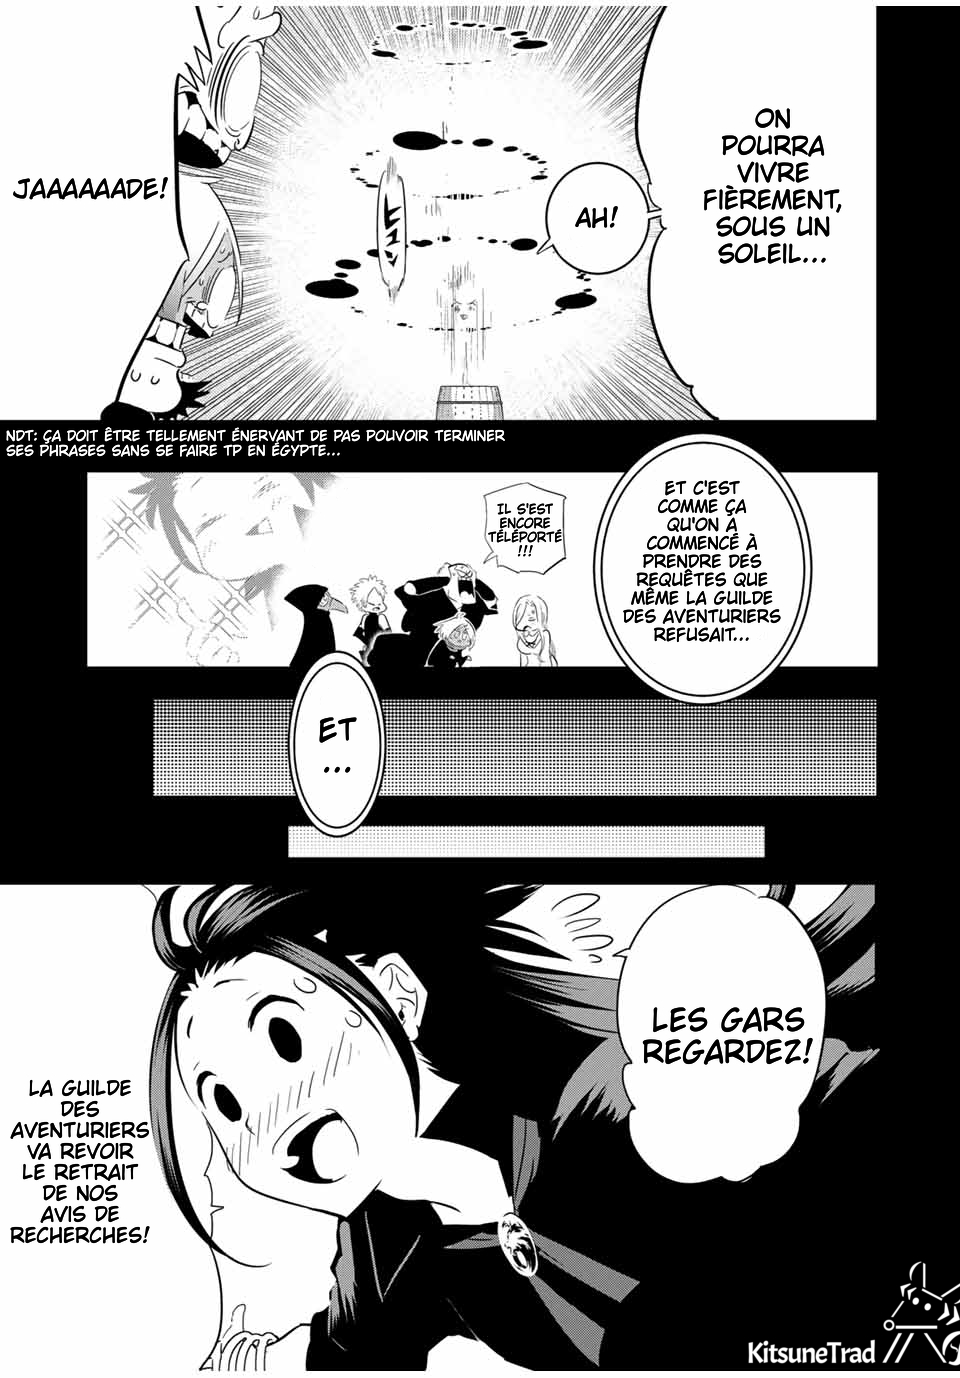 ON
POURRA
VIVRE
FIÈREMENT,
SOUS UN
SOLEIL...
AH!
JAAAAAADE!
NDT: ÇA DOIT ÊTRE TELLEMENT ÉNERVANT DE PAS POUVOIR TERMINER
SES PHRASES SANS SE FAIRE TP EN ÉGYPTE...
ET C'EST
COMME ÇA
QU'ON A
COMMENCÉ À
PRENDRE DES
REQUÊTES QUE
MÊME LA GUILDE
DES AVENTURIERS
REFUSAIT...
IL S'EST
ENCORE
TÉLÉPORTÉ
!!!
ET
...
LES GARS
REGARDEZ!
LA GUILDE
DES
AVENTURIERS
VA REVOIR
LE RETRAIT
DE NOS
AVIS DE
RECHERCHES!
KitsuneTrad